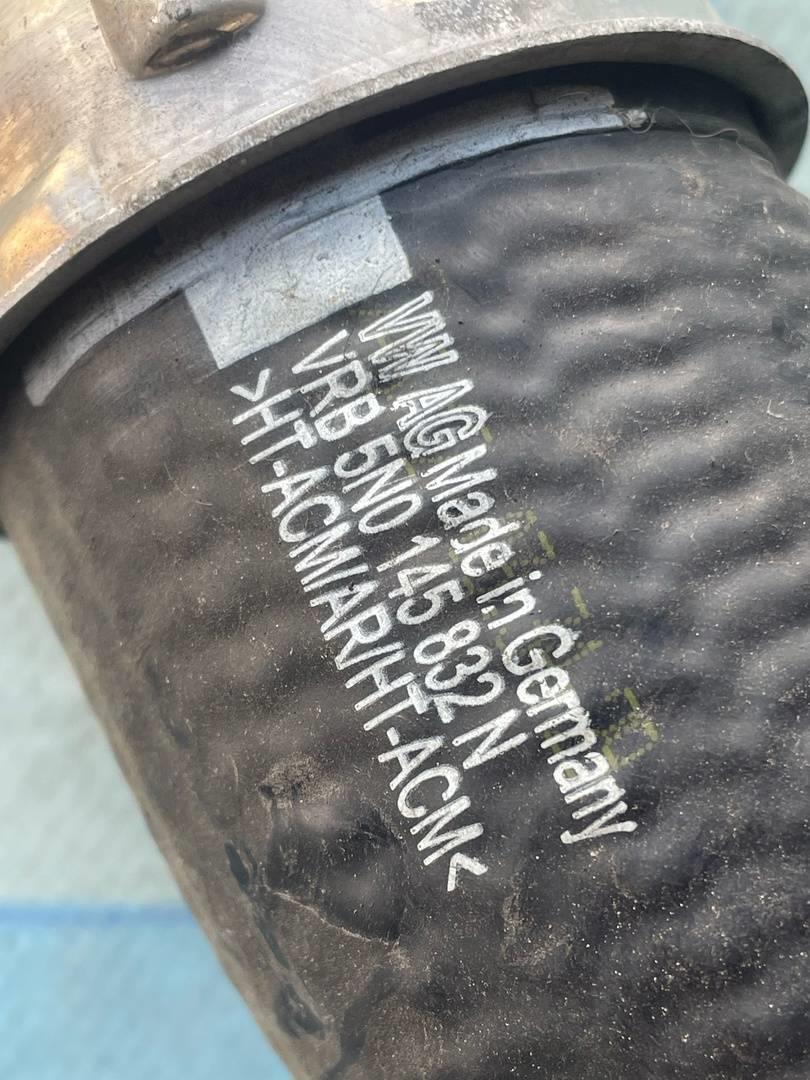 VW AG Made in Germany
VRB 5N0 145 832 N
>HT-ACM/AR/HT-ACM<